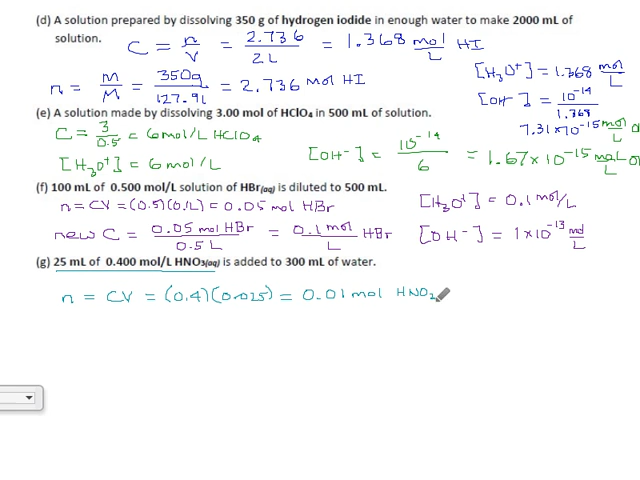 (d) A solution prepared by dissolving 350 g of hydrogen iodide in enough water to make 2000 mL of
solution.
C = n/V = 2.736/2L = 1.368 mol/L HI
n = m/M = 350g/127.91 = 2.736 mol HI
[H3O+] = 1.368 mol/L
[OH-] = 10^-14/1.368
7.31×10^-15 mol/L
(e) A solution made by dissolving 3.00 mol of HClO4 in 500 mL of solution.
C = 3/0.5 = 6mol/L HClO4
[H3O+] = 6 mol/L
[OH-] = 10^-14/6 = 1.67×10^-15 mol/L
(f) 100 mL of 0.500 mol/L solution of HBr(aq) is diluted to 500 mL.
n = CV = (0.5)(0.1L) = 0.05 mol HBr
new C = 0.05 mol HBr/0.5L = 0.1 mol/L HBr
[H3O+] = 0.1 mol/L
[OH-] = 1×10^-13 mol/L
(g) 25 mL of 0.400 mol/L HNO3(aq) is added to 300 mL of water.
n = CV = (0.4)(0.025) = 0.01 mol